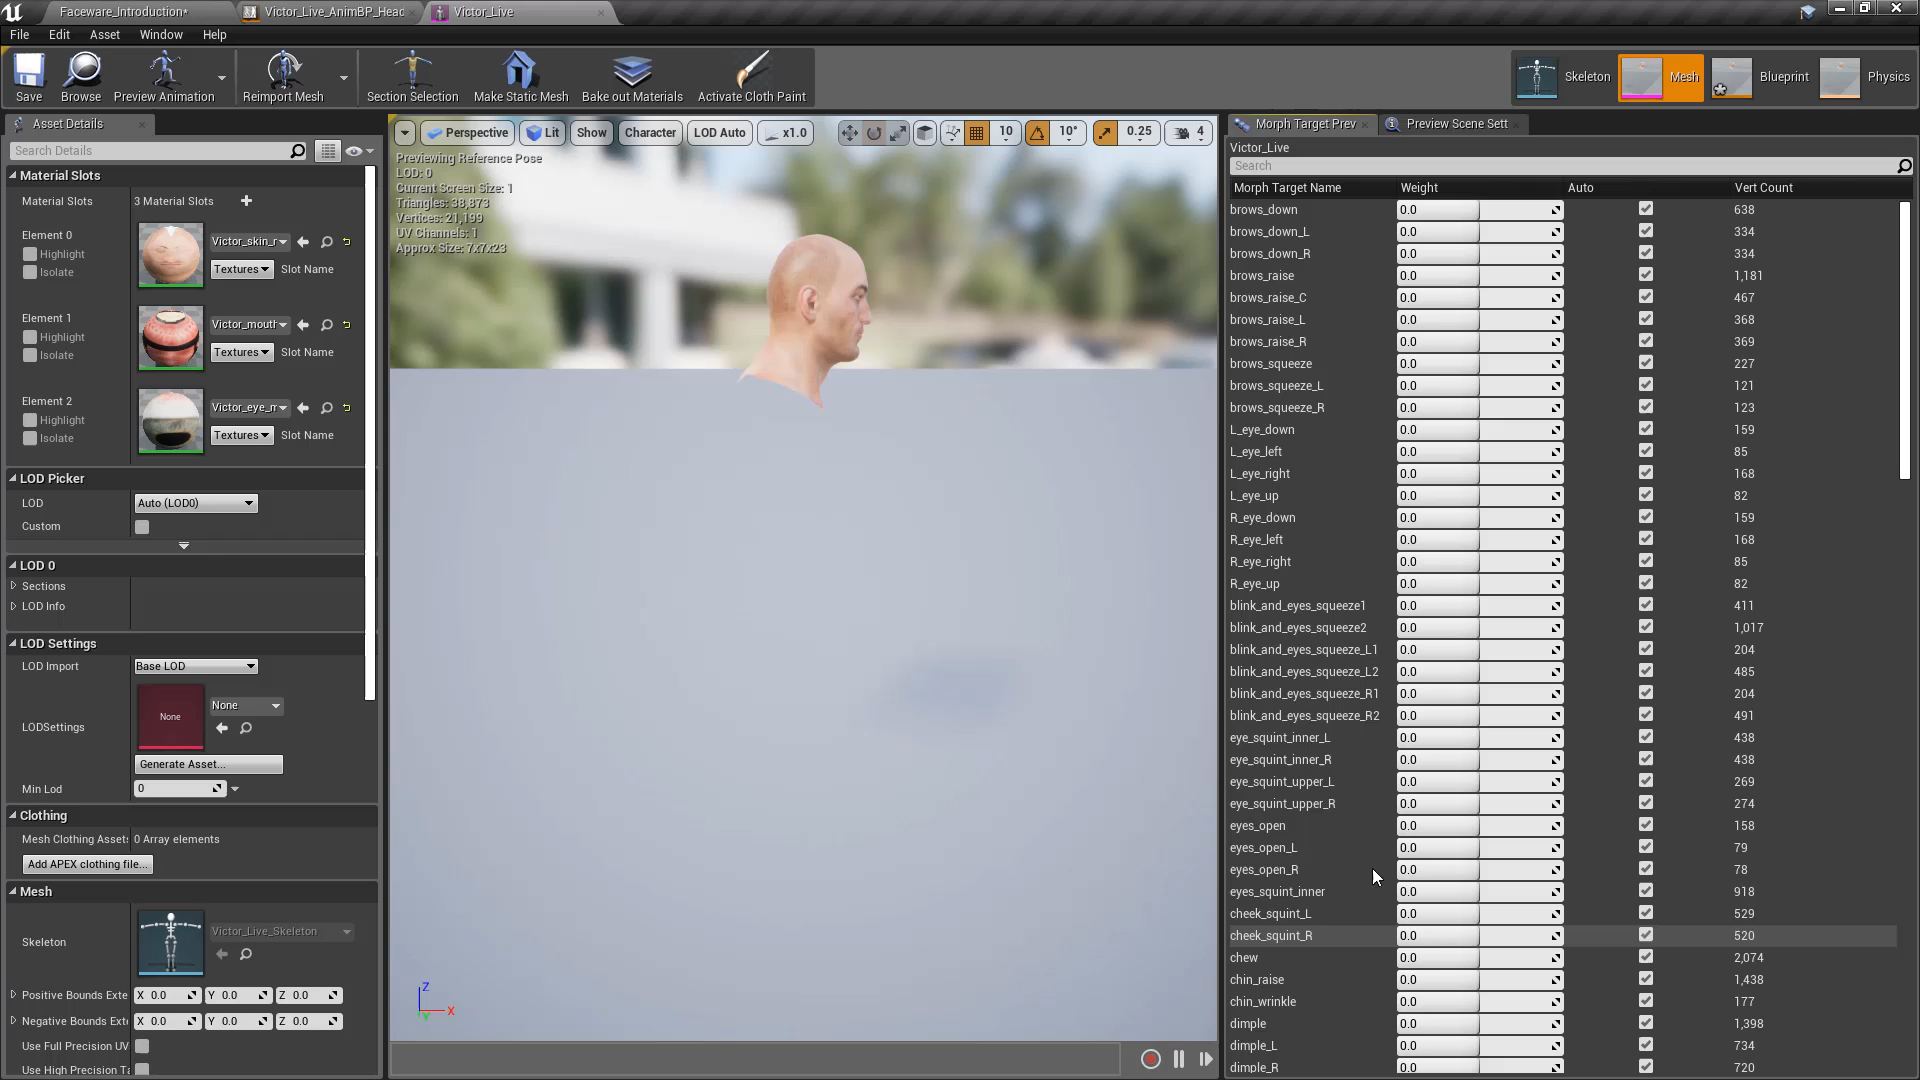 Faceware_Introduction*
Victor_Live_AnimBP_Head
Victor_Live
File Edit Asset Window Help
Save Browse Preview Animation Reimport Mesh Section Selection Make Static Mesh Bake out Materials Activate Cloth Paint
Skeleton Mesh Blueprint Physics
Asset Details
Search Details
Material Slots
Material Slots 3 Material Slots
Element 0
Highlight
Isolate
Victor_skin_r
Textures Slot Name
Element 1
Highlight
Isolate
Victor_mouth
Textures Slot Name
Element 2
Highlight
Isolate
Victor_eye_m
Textures Slot Name
LOD Picker
LOD Auto (LOD0)
Custom
LOD 0
Sections
LOD Info
LOD Settings
LOD Import Base LOD
LODSettings
None
None
Generate Asset...
Min Lod 0
Clothing
Mesh Clothing Assets 0 Array elements
Add APEX clothing file...
Mesh
Skeleton
Victor_Live_Skeleton
Positive Bounds Exte X 0.0 Y 0.0 Z 0.0
Negative Bounds Exte X 0.0 Y 0.0 Z 0.0
Use Full Precision UV
Use High Precision Ta
Perspective Lit Show Character LOD Auto x1.0 10 10° 0.25 4
Previewing Reference Pose
LOD: 0
Current Screen Size: 1
Triangles: 38,873
Vertices: 21,199
UV Channels: 1
Approx Size: 7x7x23
Z
X
Y
Morph Target Prev
Preview Scene Sett
Victor_Live
Search
Morph Target Name Weight Auto Vert Count
brows_down 0.0 638
brows_down_L 0.0 334
brows_down_R 0.0 334
brows_raise 0.0 1,181
brows_raise_C 0.0 467
brows_raise_L 0.0 368
brows_raise_R 0.0 369
brows_squeeze 0.0 227
brows_squeeze_L 0.0 121
brows_squeeze_R 0.0 123
L_eye_down 0.0 159
L_eye_left 0.0 85
L_eye_right 0.0 168
L_eye_up 0.0 82
R_eye_down 0.0 159
R_eye_left 0.0 168
R_eye_right 0.0 85
R_eye_up 0.0 82
blink_and_eyes_squeeze1 0.0 411
blink_and_eyes_squeeze2 0.0 1,017
blink_and_eyes_squeeze_L1 0.0 204
blink_and_eyes_squeeze_L2 0.0 485
blink_and_eyes_squeeze_R1 0.0 204
blink_and_eyes_squeeze_R2 0.0 491
eye_squint_inner_L 0.0 438
eye_squint_inner_R 0.0 438
eye_squint_upper_L 0.0 269
eye_squint_upper_R 0.0 274
eyes_open 0.0 158
eyes_open_L 0.0 79
eyes_open_R 0.0 78
eyes_squint_inner 0.0 918
cheek_squint_L 0.0 529
cheek_squint_R 0.0 520
chew 0.0 2,074
chin_raise 0.0 1,438
chin_wrinkle 0.0 177
dimple 0.0 1,398
dimple_L 0.0 734
dimple_R 0.0 720